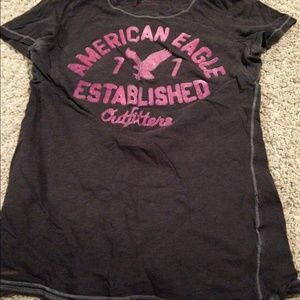 AMERICAN EAGLE
7 7
ESTABLISHED
Outfitters